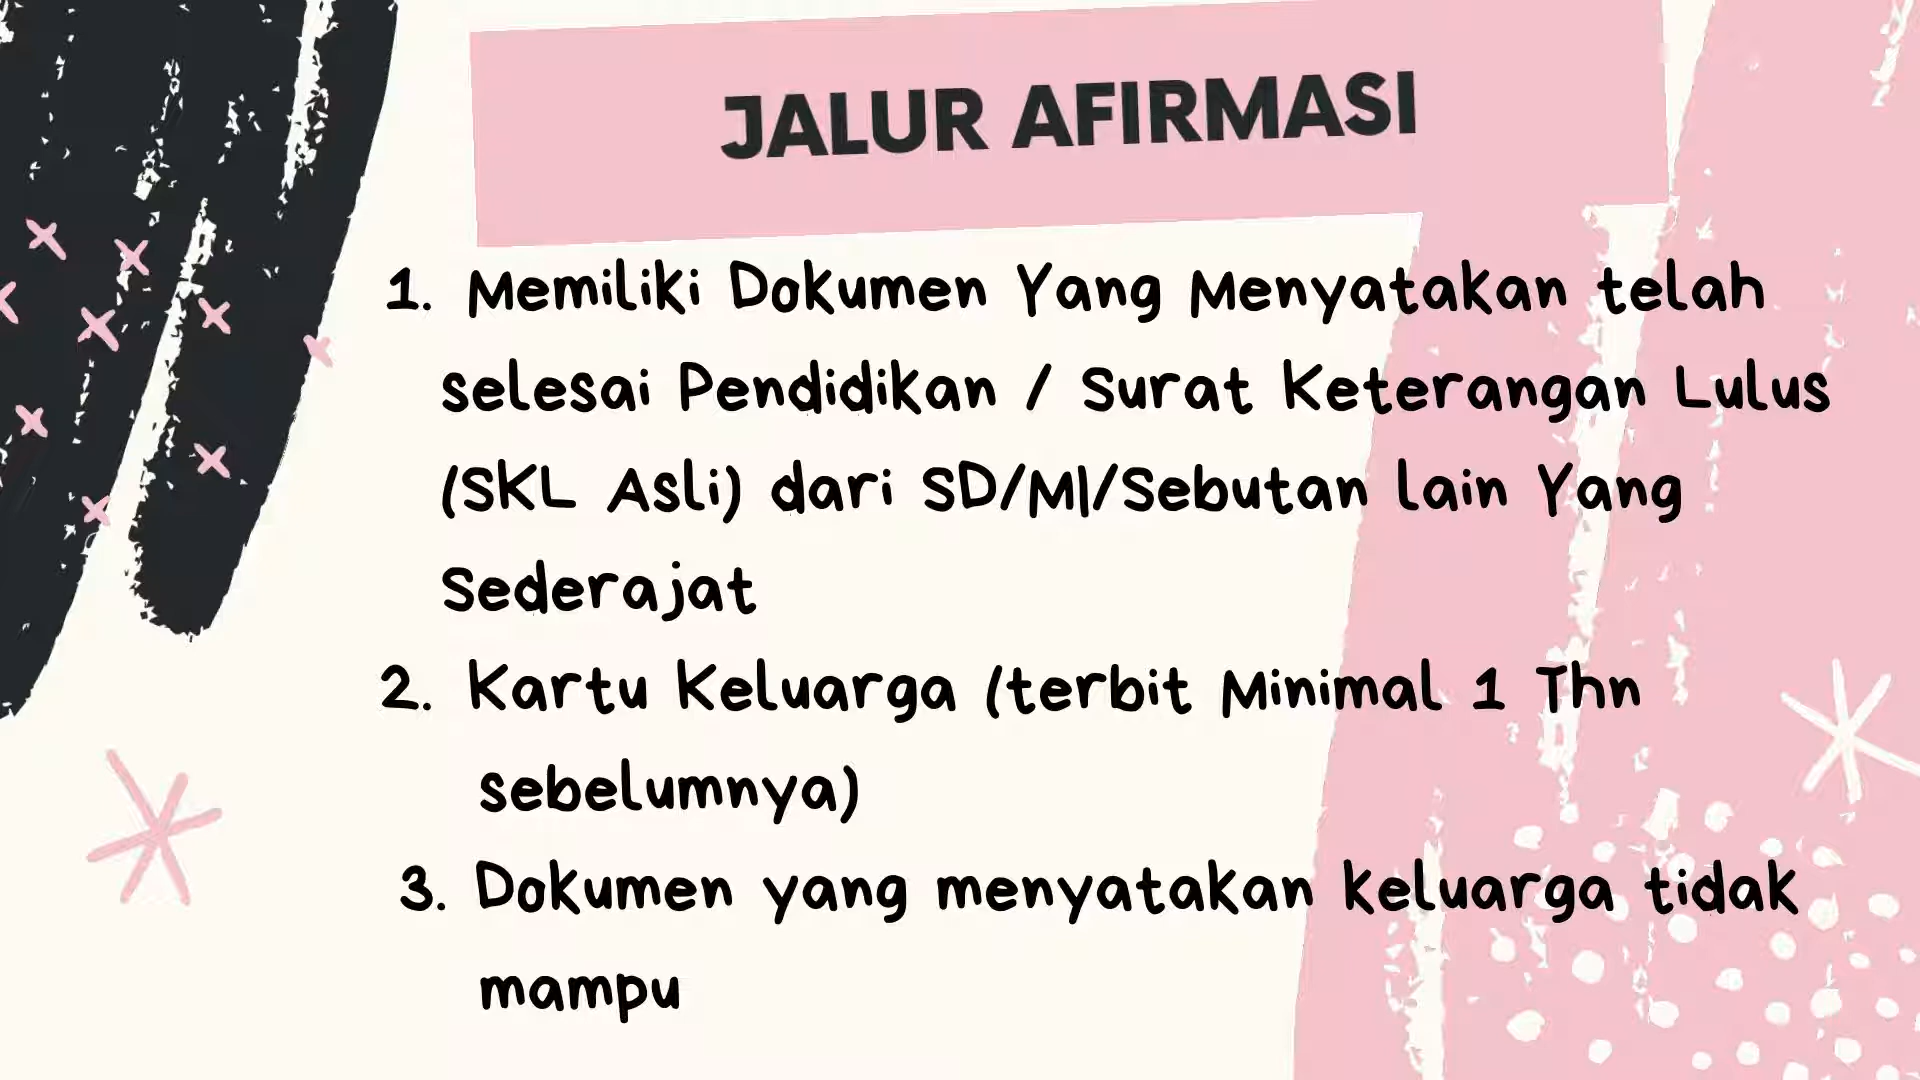 JALUR AFIRMASI
1. Memiliki Dokumen Yang Menyatakan telah
selesai Pendidikan / Surat Keterangan Lulus
(SKL Asli) dari SD/MI/Sebutan lain Yang
Sederajat
2. Kartu Keluarga (terbit Minimal 1 Thn
sebelumnya)
3. Dokumen yang menyatakan keluarga tidak
mampu